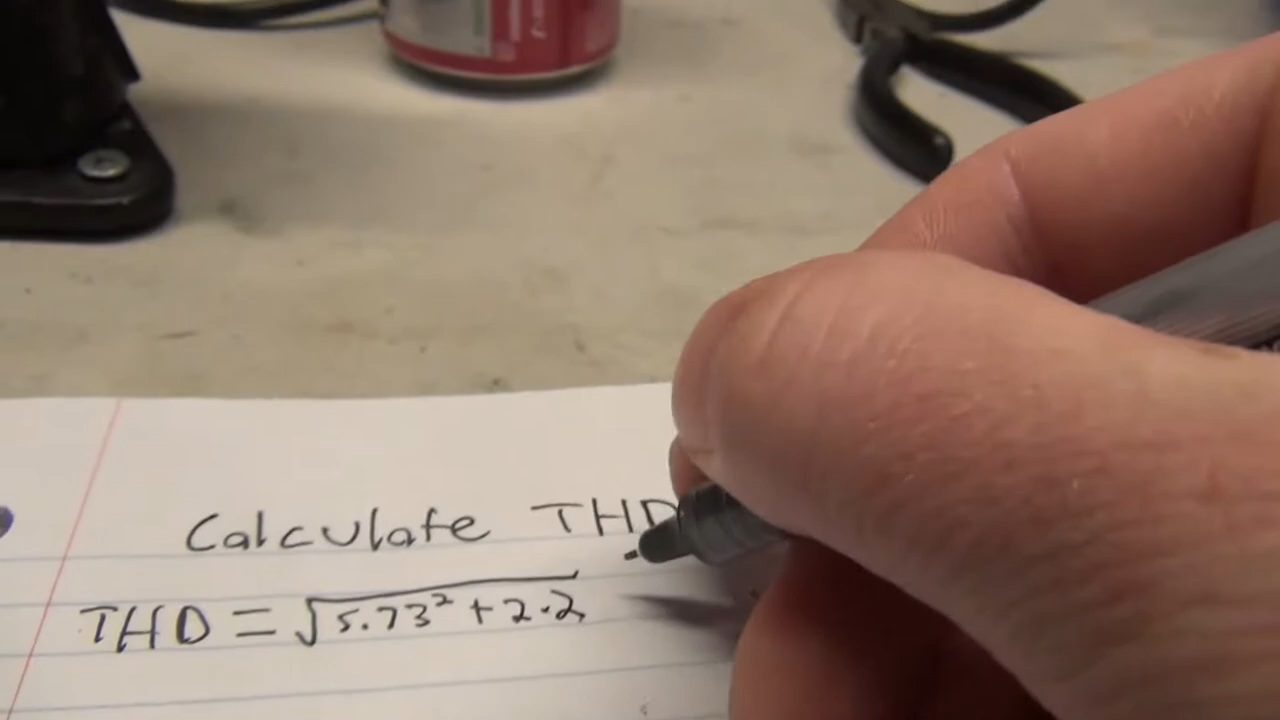 Calculate THD
THD = √5.73² + 2.2